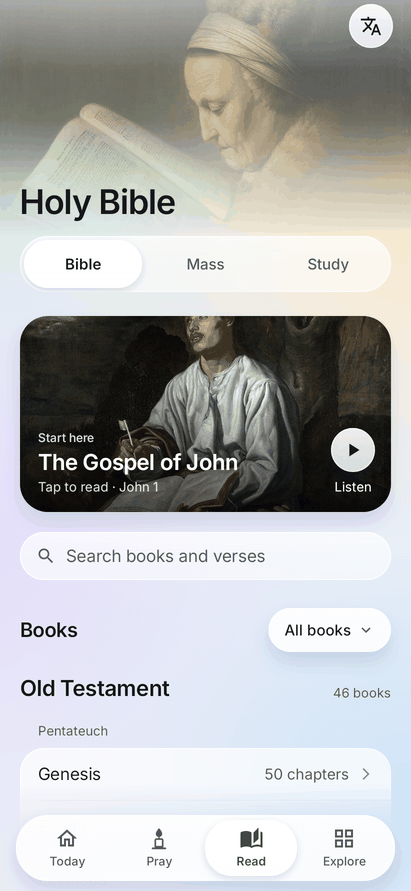 Holy Bible
Bible
Mass
Study
Start here
The Gospel of John
Tap to read · John 1
Listen
Search books and verses
Books
All books
Old Testament
46 books
Pentateuch
Genesis
50 chapters
Today
Pray
Read
Explore